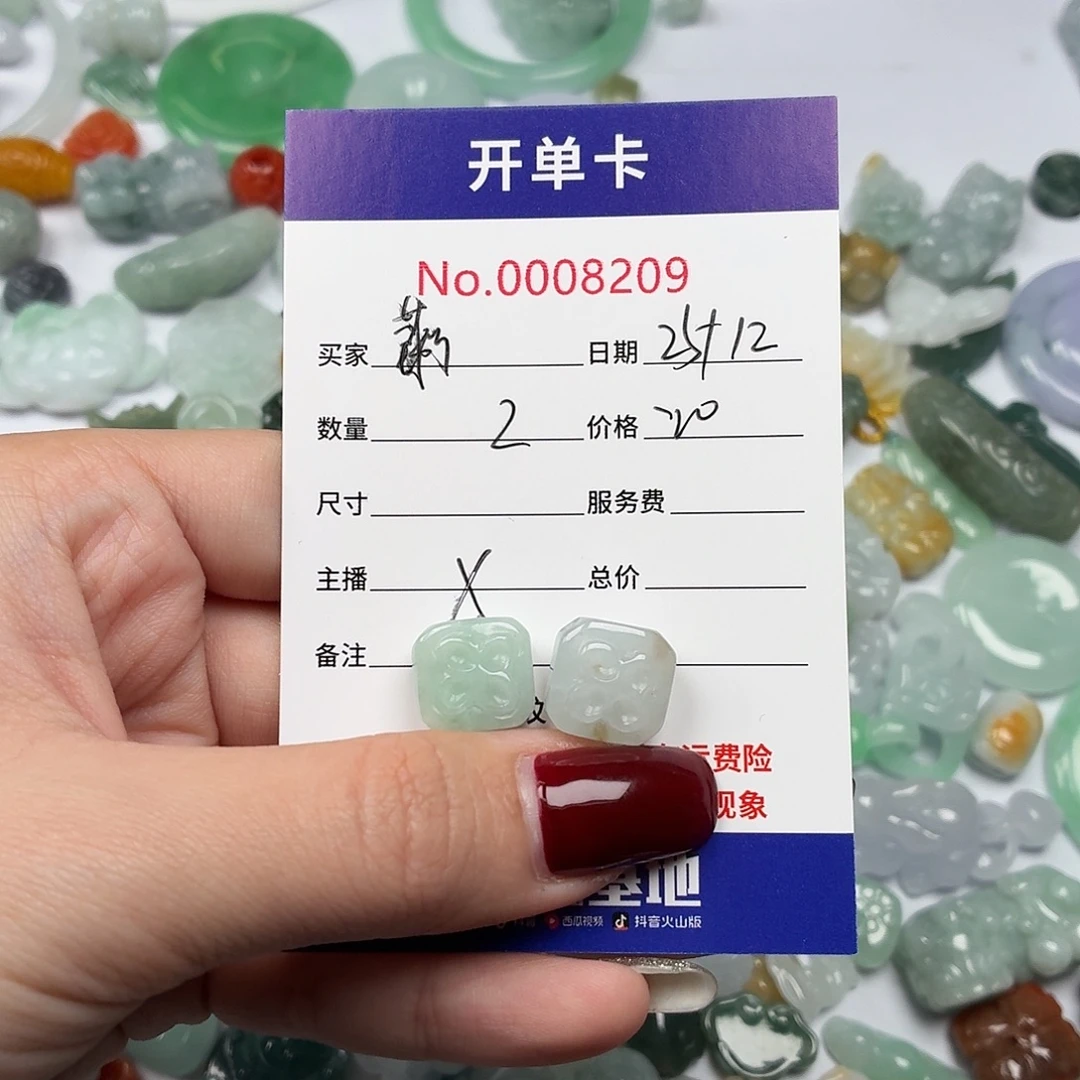 开单卡
No.0008209
买家 日期 25/12
数量 2 价格
尺寸 服务费
主播 X 总价
备注
运费险
现象
基地
西瓜视频 抖音火山版